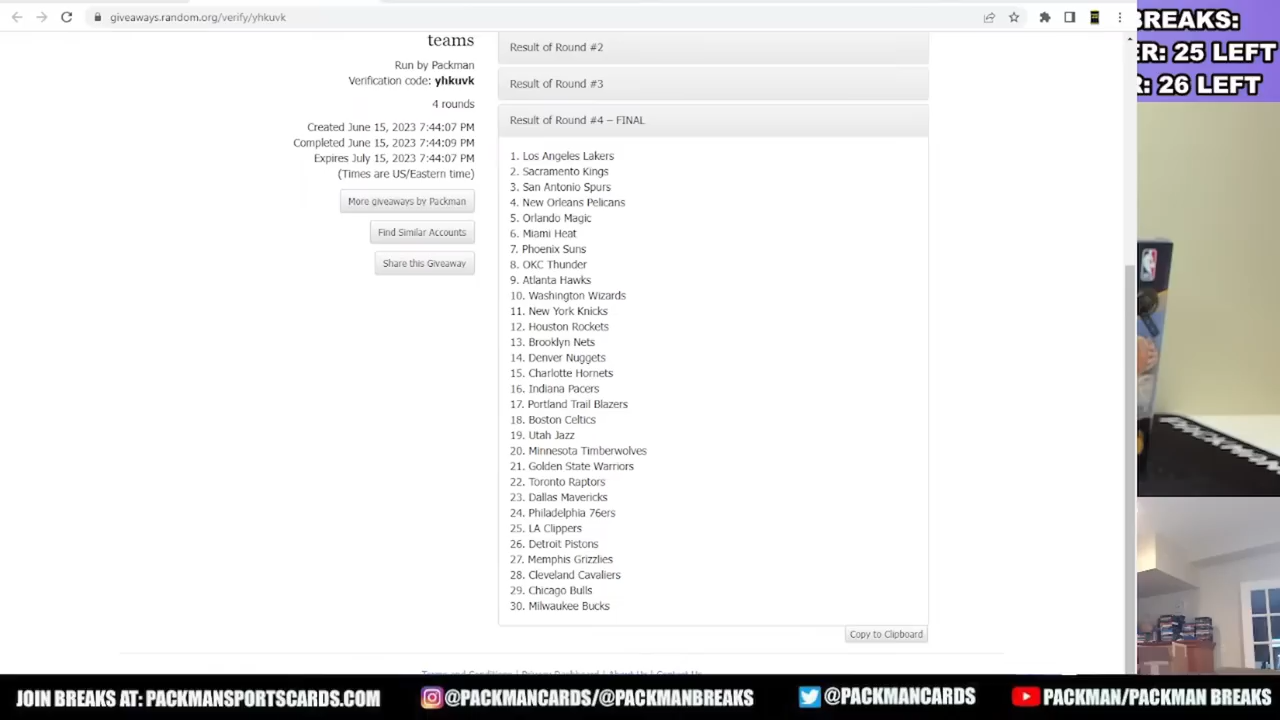 giveaways.random.org/verify/yhkuvk
BREAKS:
ER: 25 LEFT
R: 26 LEFT
teams
Run by Packman
Verification code: yhkuvk
4 rounds
Created June 15, 2023 7:44:07 PM
Completed June 15, 2023 7:44:09 PM
Expires July 15, 2023 7:44:07 PM
(Times are US/Eastern time)
More giveaways by Packman
Find Similar Accounts
Share this Giveaway
Result of Round #2
Result of Round #3
Result of Round #4 – FINAL
1. Los Angeles Lakers
2. Sacramento Kings
3. San Antonio Spurs
4. New Orleans Pelicans
5. Orlando Magic
6. Miami Heat
7. Phoenix Suns
8. OKC Thunder
9. Atlanta Hawks
10. Washington Wizards
11. New York Knicks
12. Houston Rockets
13. Brooklyn Nets
14. Denver Nuggets
15. Charlotte Hornets
16. Indiana Pacers
17. Portland Trail Blazers
18. Boston Celtics
19. Utah Jazz
20. Minnesota Timberwolves
21. Golden State Warriors
22. Toronto Raptors
23. Dallas Mavericks
24. Philadelphia 76ers
25. LA Clippers
26. Detroit Pistons
27. Memphis Grizzlies
28. Cleveland Cavaliers
29. Chicago Bulls
30. Milwaukee Bucks
Copy to Clipboard
PACKMAN
JOIN BREAKS AT: PACKMANSPORTSCARDS.COM
@PACKMANCARDS/@PACKMANBREAKS
@PACKMANCARDS
PACKMAN/PACKMAN BREAKS